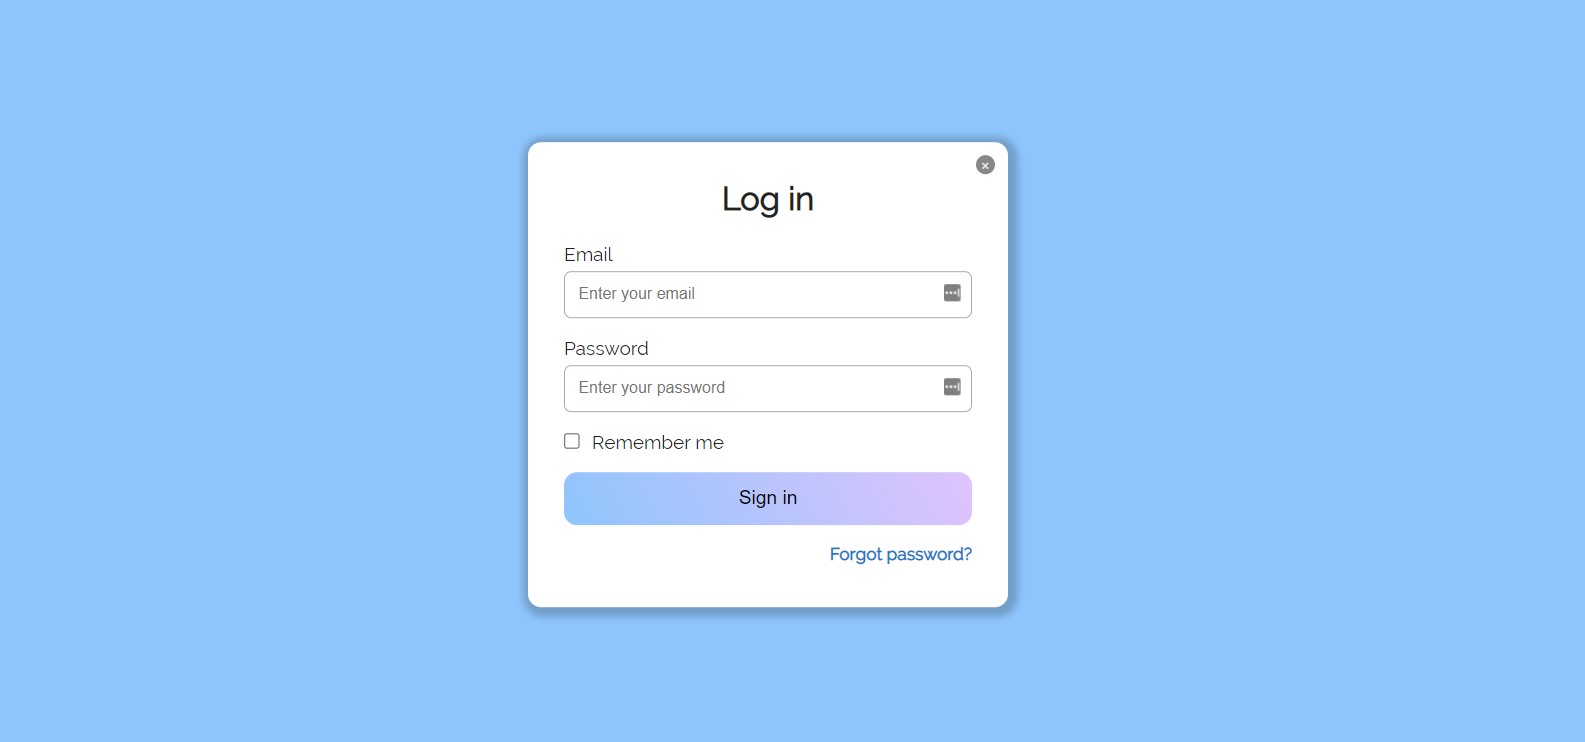 Log in
Email
Enter your email
Password
Enter your password
Remember me
Sign in
Forgot password?